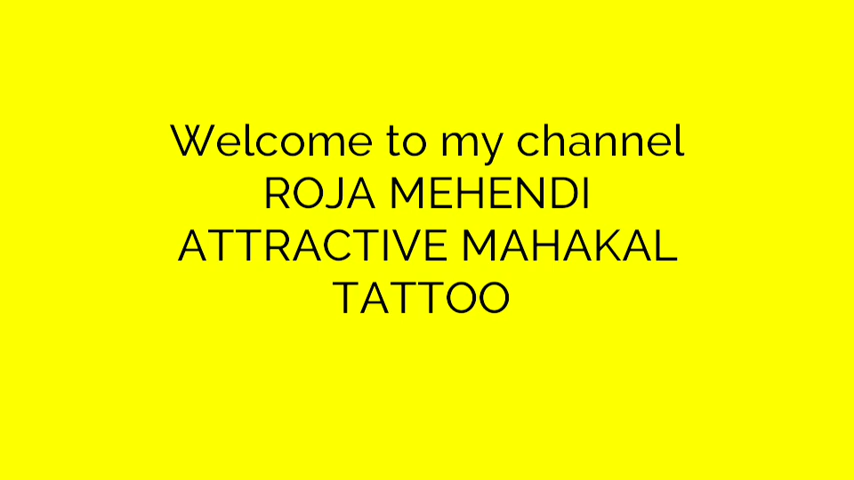 Welcome to my channel
ROJA MEHENDI
ATTRACTIVE MAHAKAL
TATTOO